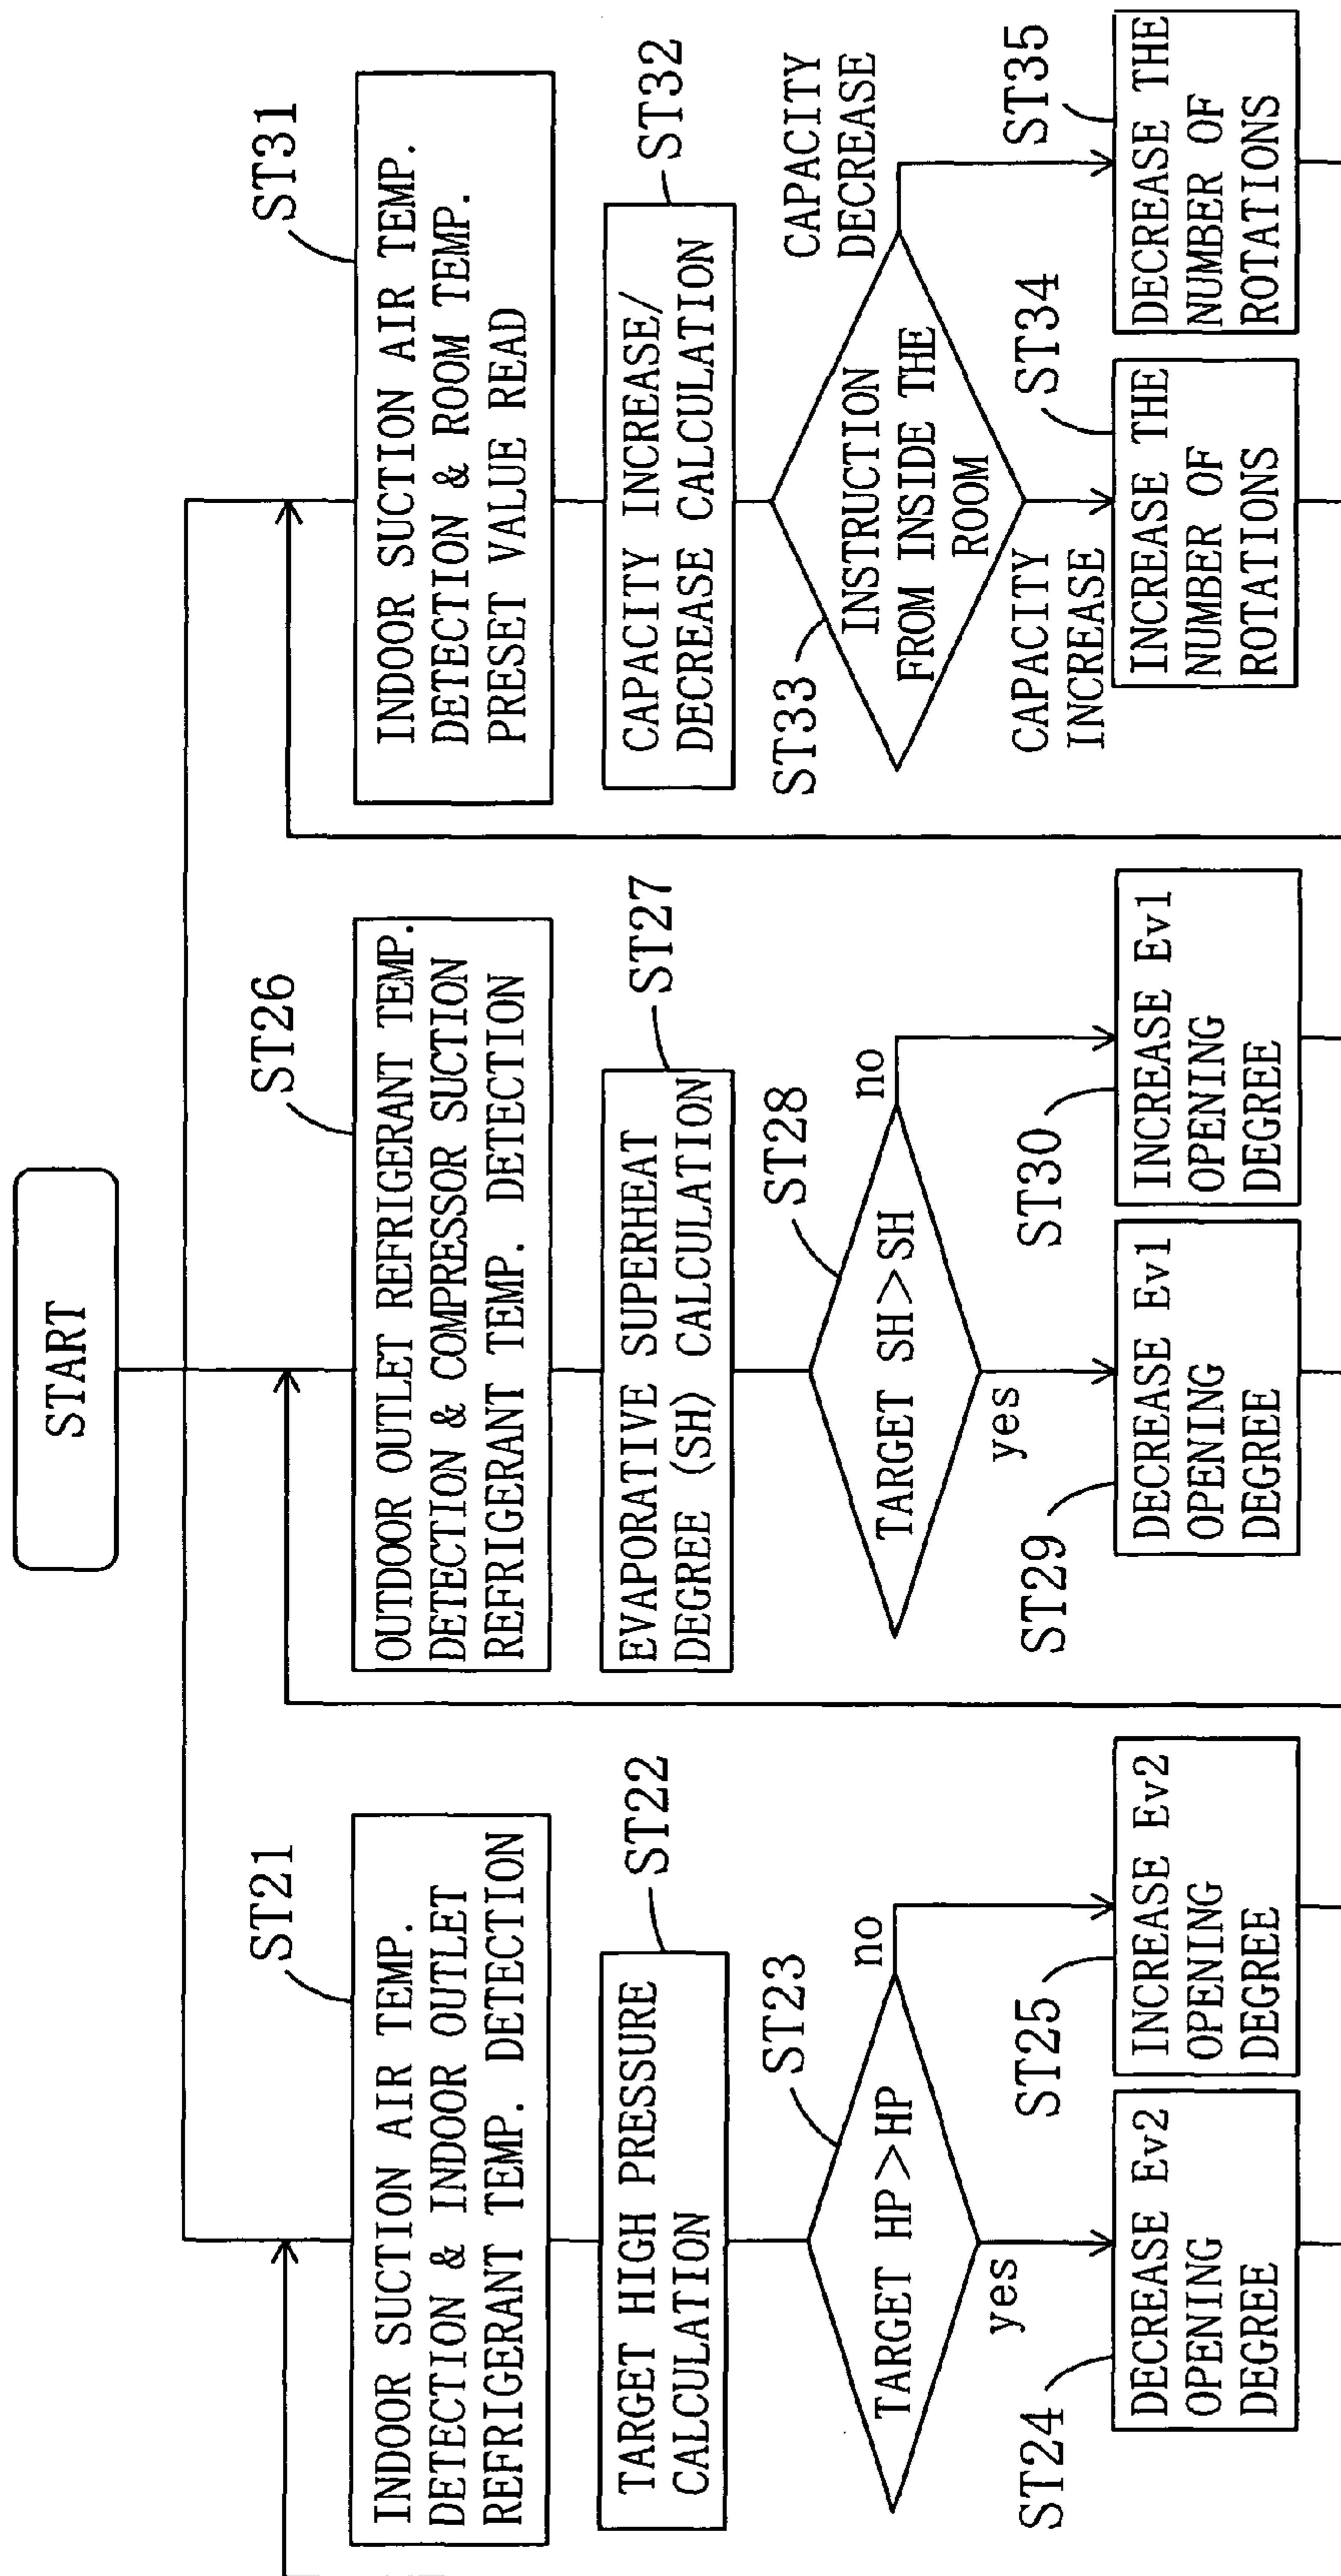 START
ST21
INDOOR SUCTION AIR TEMP.
DETECTION & INDOOR OUTLET
REFRIGERANT TEMP. DETECTION
ST22
TARGET HIGH PRESSURE
CALCULATION
ST23
TARGET HP>HP
yes
no
ST24
DECREASE Ev2
OPENING
DEGREE
ST25
INCREASE Ev2
OPENING
DEGREE
ST26
OUTDOOR OUTLET REFRIGERANT TEMP.
DETECTION & COMPRESSOR SUCTION
REFRIGERANT TEMP. DETECTION
ST27
EVAPORATIVE SUPERHEAT
DEGREE (SH) CALCULATION
ST28
TARGET SH>SH
yes
no
ST29
DECREASE Ev1
OPENING
DEGREE
ST30
INCREASE Ev1
OPENING
DEGREE
ST31
INDOOR SUCTION AIR TEMP.
DETECTION & ROOM TEMP.
PRESET VALUE READ
ST32
CAPACITY INCREASE/
DECREASE CALCULATION
ST33
INSTRUCTION
FROM INSIDE THE
ROOM
CAPACITY
INCREASE
CAPACITY
DECREASE
ST34
INCREASE THE
NUMBER OF
ROTATIONS
ST35
DECREASE THE
NUMBER OF
ROTATIONS